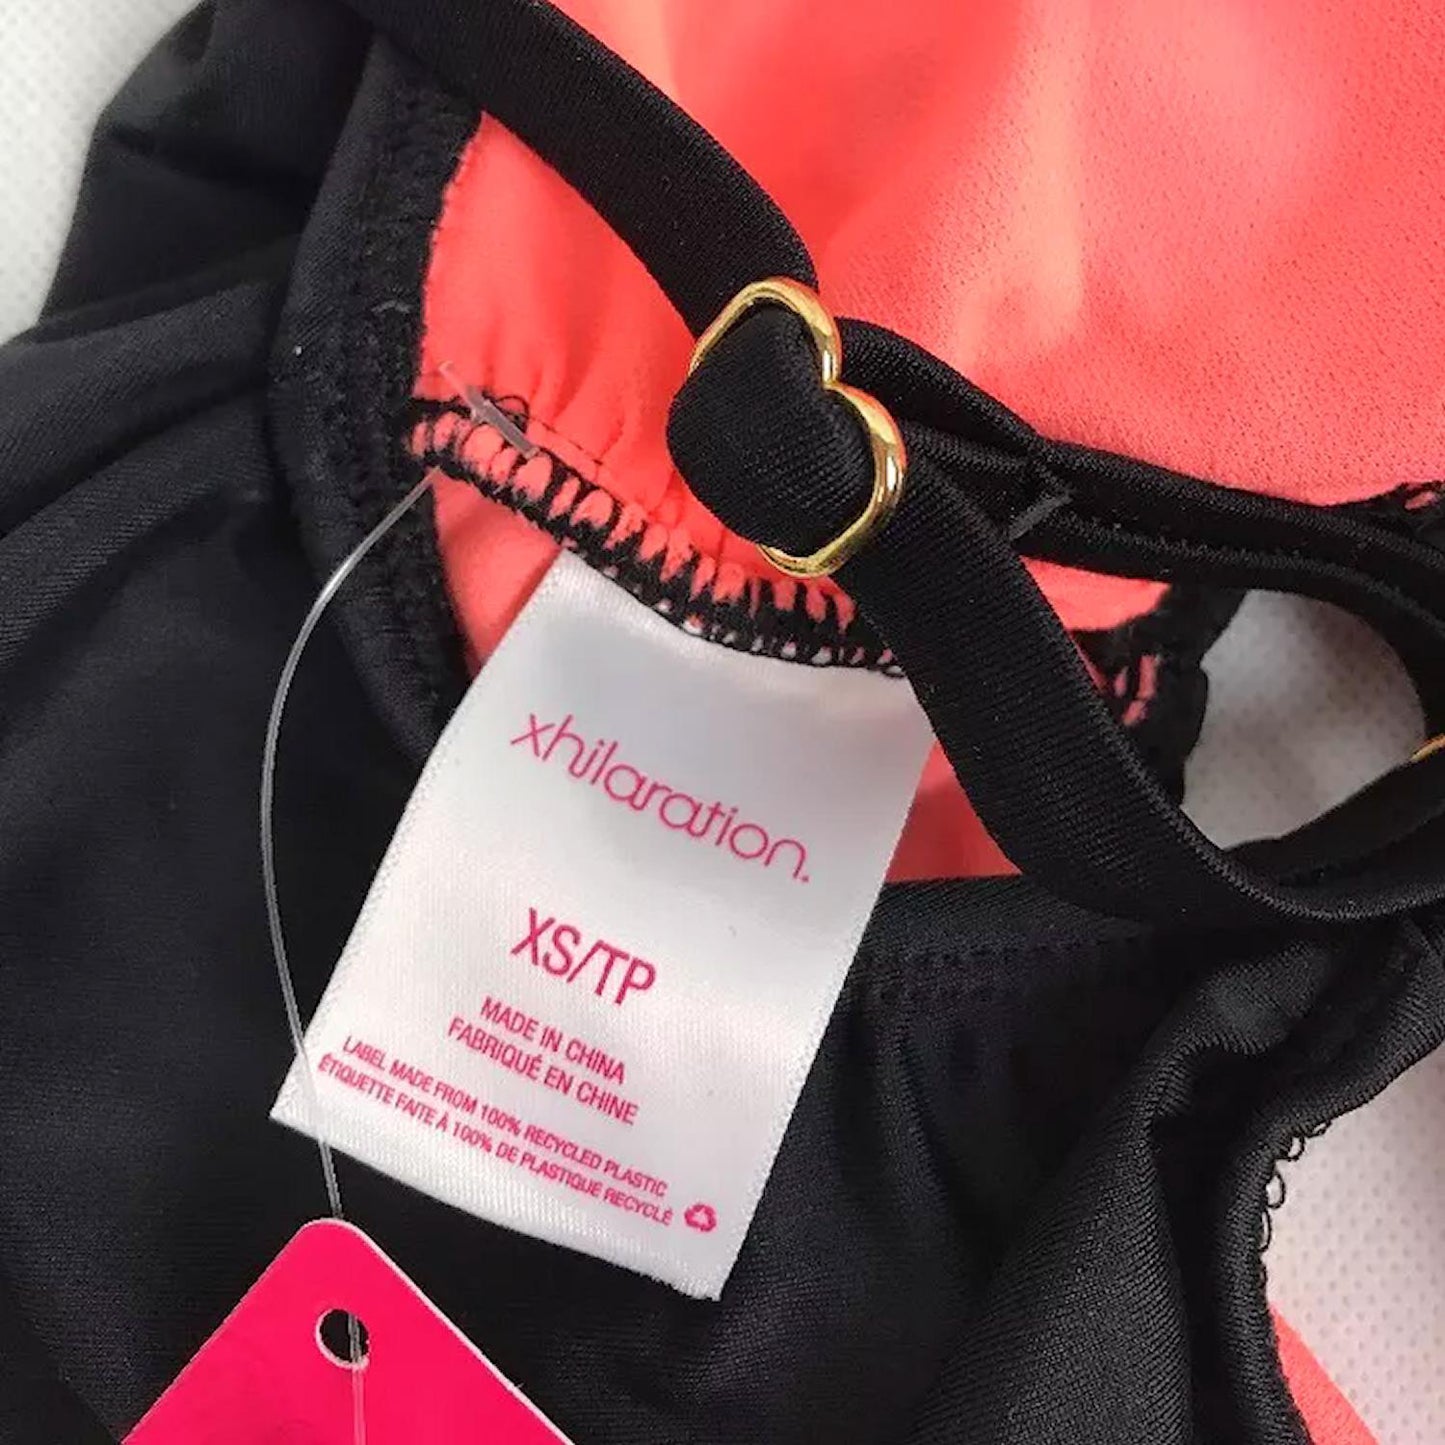 xhilaration.
XS/TP
MADE IN CHINA
FABRIQUÉ EN CHINE
LABEL MADE FROM 100% RECYCLED PLASTIC
ÉTIQUETTE FAITE À 100% DE PLASTIQUE RECYCLÉ